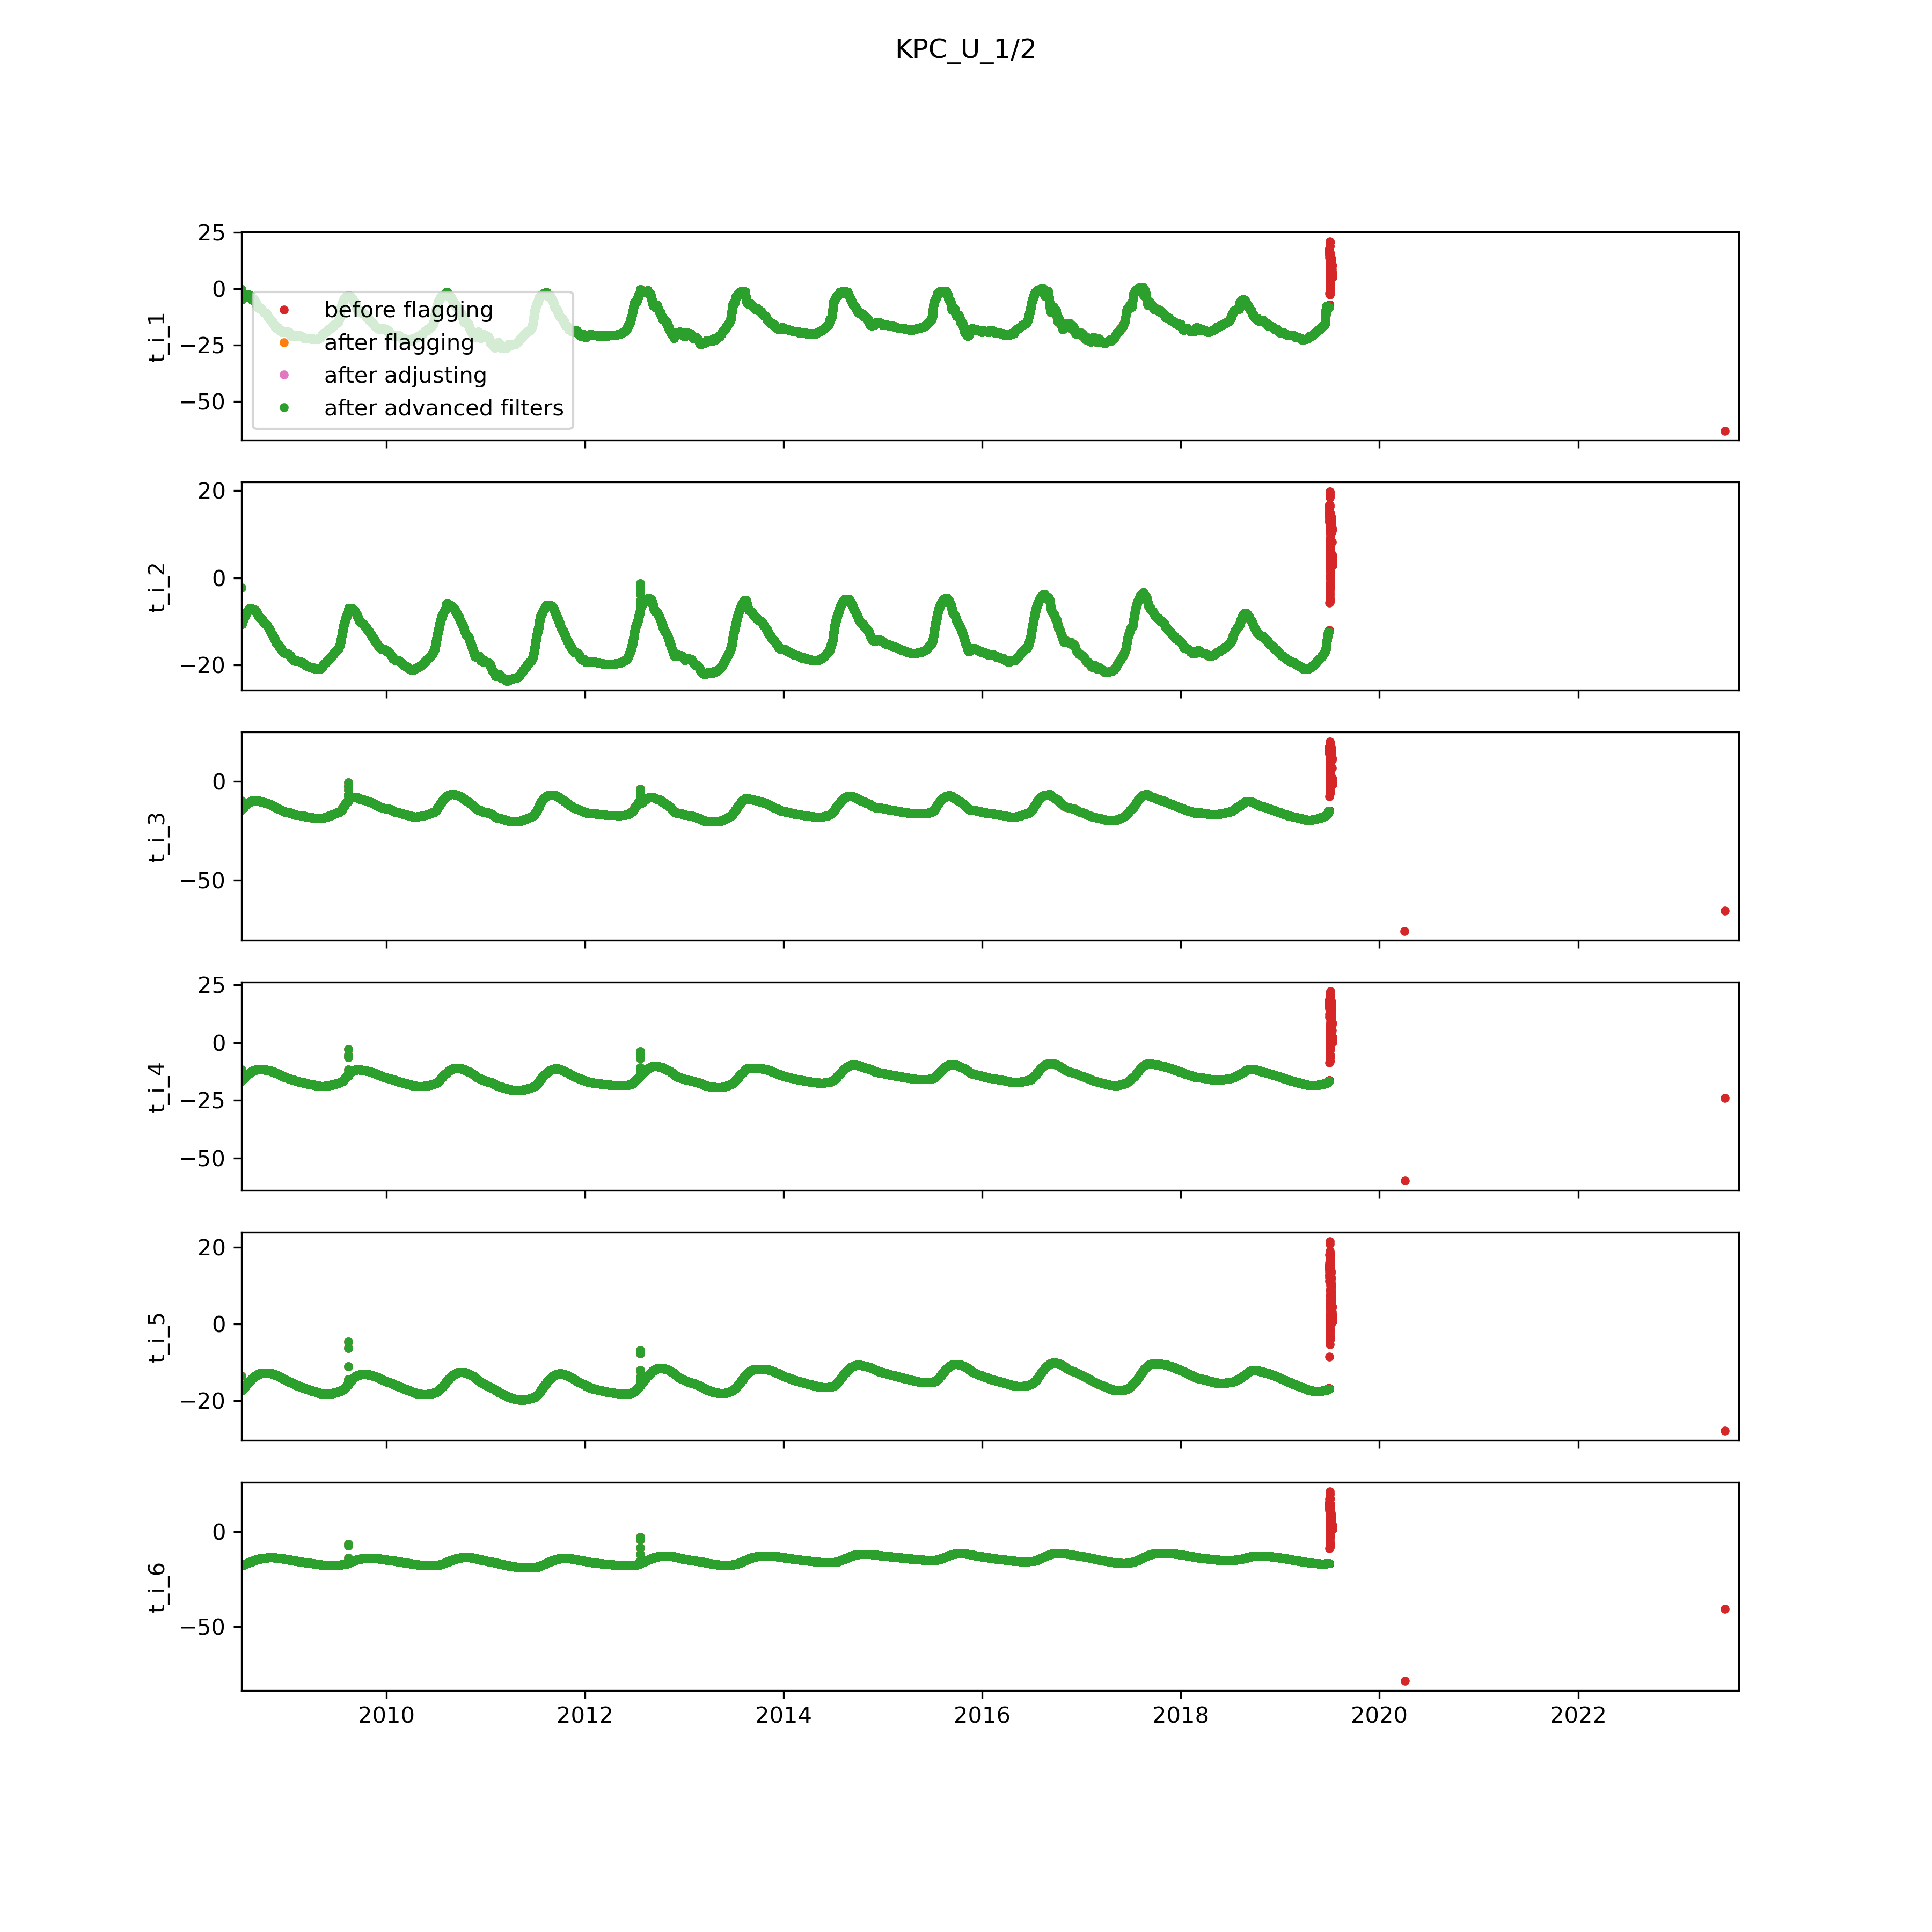 KPC_U_1/2
25
0
−25
−50
t_i_1
before flagging
after flagging
after adjusting
after advanced filters
20
0
−20
t_i_2
0
−50
t_i_3
25
0
−25
−50
t_i_4
20
0
−20
t_i_5
0
−50
t_i_6
2010 2012 2014 2016 2018 2020 2022